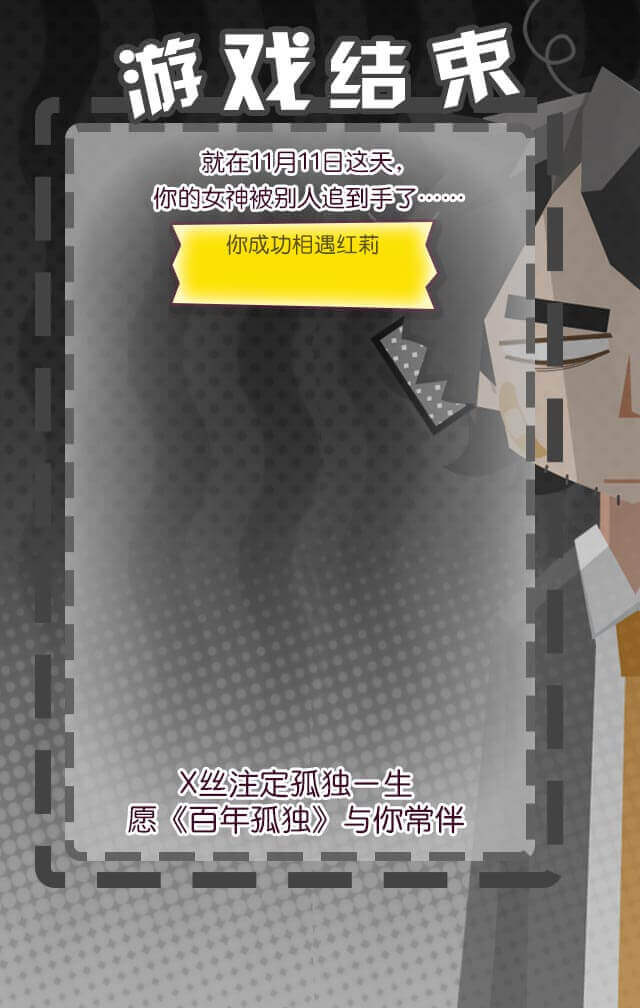 游戏结束
就在11月11日这天，
你的女神被别人追到手了……
你成功相遇红莉
X丝注定孤独一生
愿《百年孤独》与你常伴